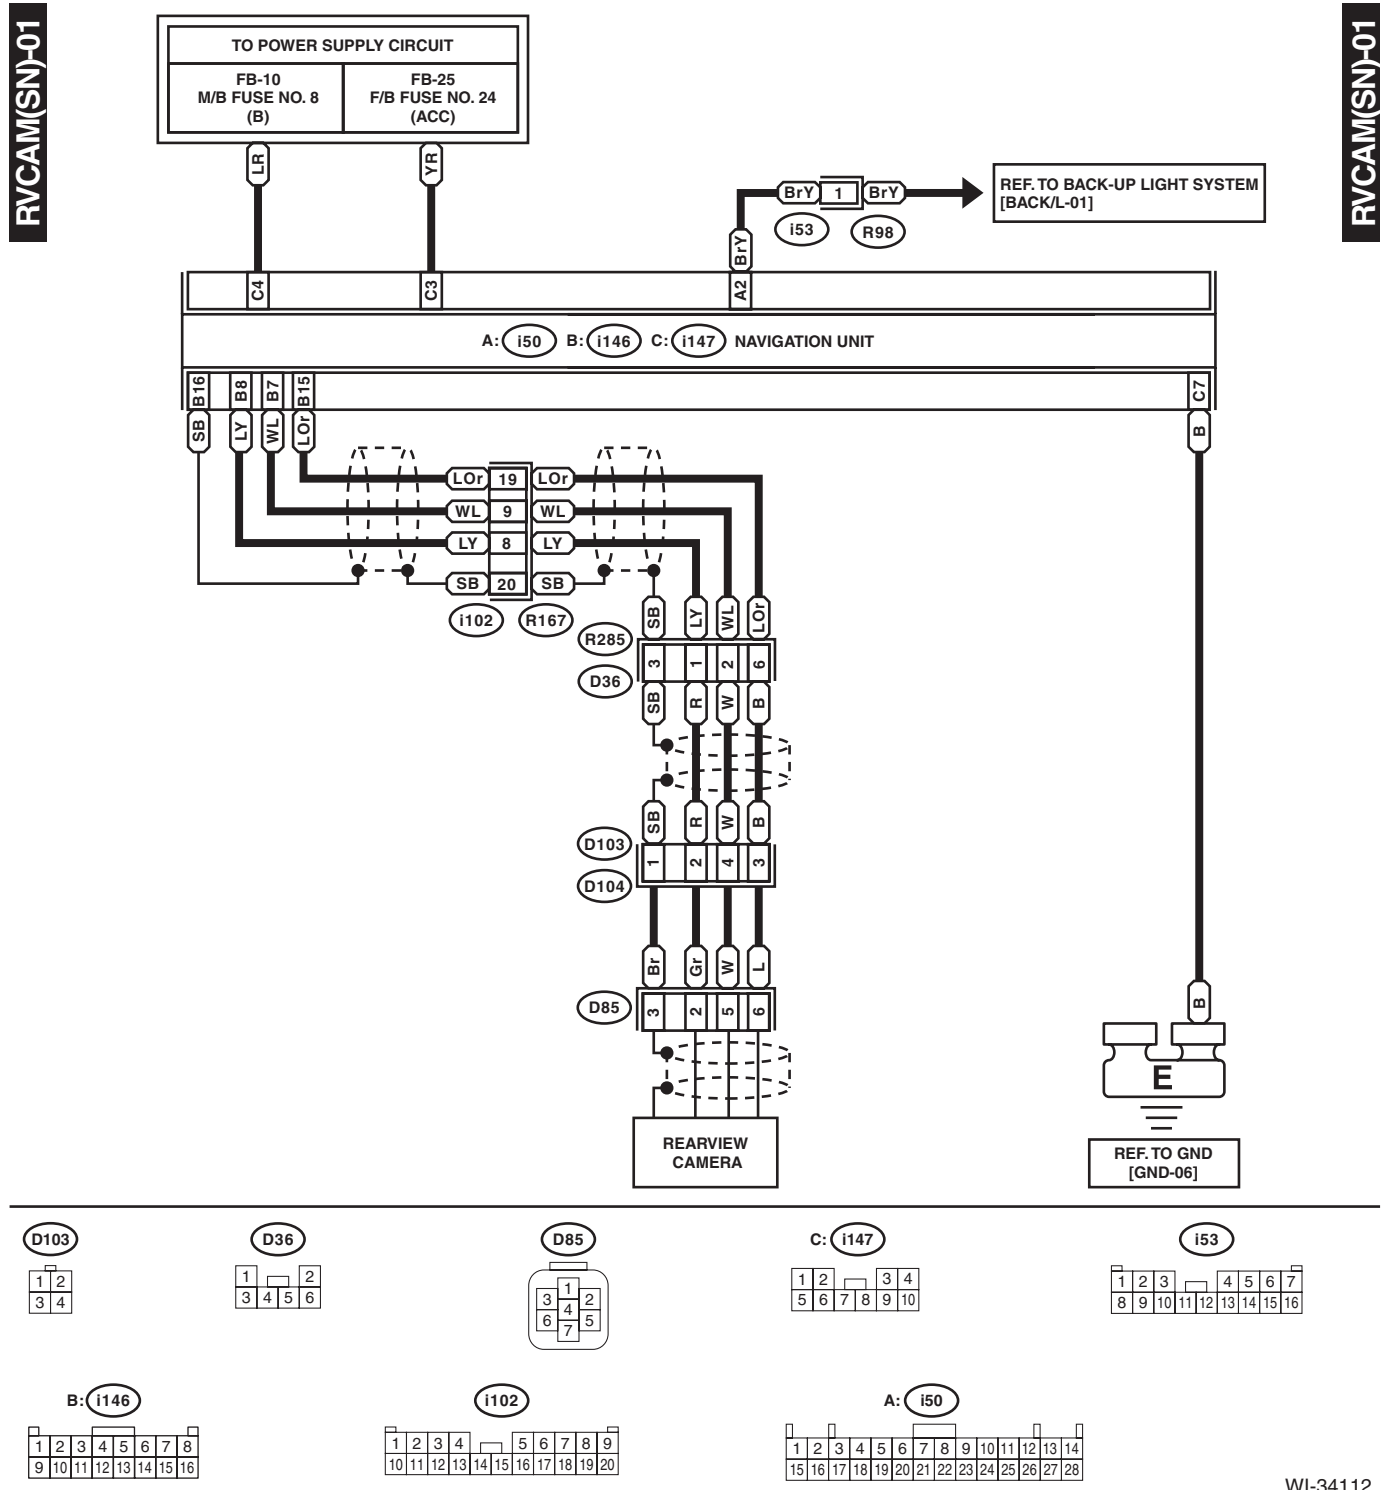 RVCAM(SN)-01
RVCAM(SN)-01
TO POWER SUPPLY CIRCUIT
FB-10
M/B FUSE NO. 8
(B)
FB-25
F/B FUSE NO. 24
(ACC)
LR
YR
BrY
1
BrY
REF. TO BACK-UP LIGHT SYSTEM
[BACK/L-01]
i53
R98
BrY
C4
C3
A2
A: i50 B: i146 C: i147 NAVIGATION UNIT
B16
B8
B7
B15
C7
SB
LY
WL
LOr
B
LOr 19 LOr
WL 9 WL
LY 8 LY
SB 20 SB
i102
R167
SB
LY
WL
LOr
R285
3
1
2
6
D36
SB
R
W
B
SB
R
W
B
D103
1
2
4
3
D104
Br
Gr
W
L
B
D85
3
2
5
6
E
REARVIEW
CAMERA
REF. TO GND
[GND-06]
D103
1 2
3 4
D36
1 2
3 4 5 6
D85
1
3 2
4
6 5
7
C: i147
1 2 3 4
5 6 7 8 9 10
i53
1 2 3 4 5 6 7
8 9 10 11 12 13 14 15 16
B: i146
1 2 3 4 5 6 7 8
9 10 11 12 13 14 15 16
i102
1 2 3 4 5 6 7 8 9
10 11 12 13 14 15 16 17 18 19 20
A: i50
1 2 3 4 5 6 7 8 9 10 11 12 13 14
15 16 17 18 19 20 21 22 23 24 25 26 27 28
WI-34112